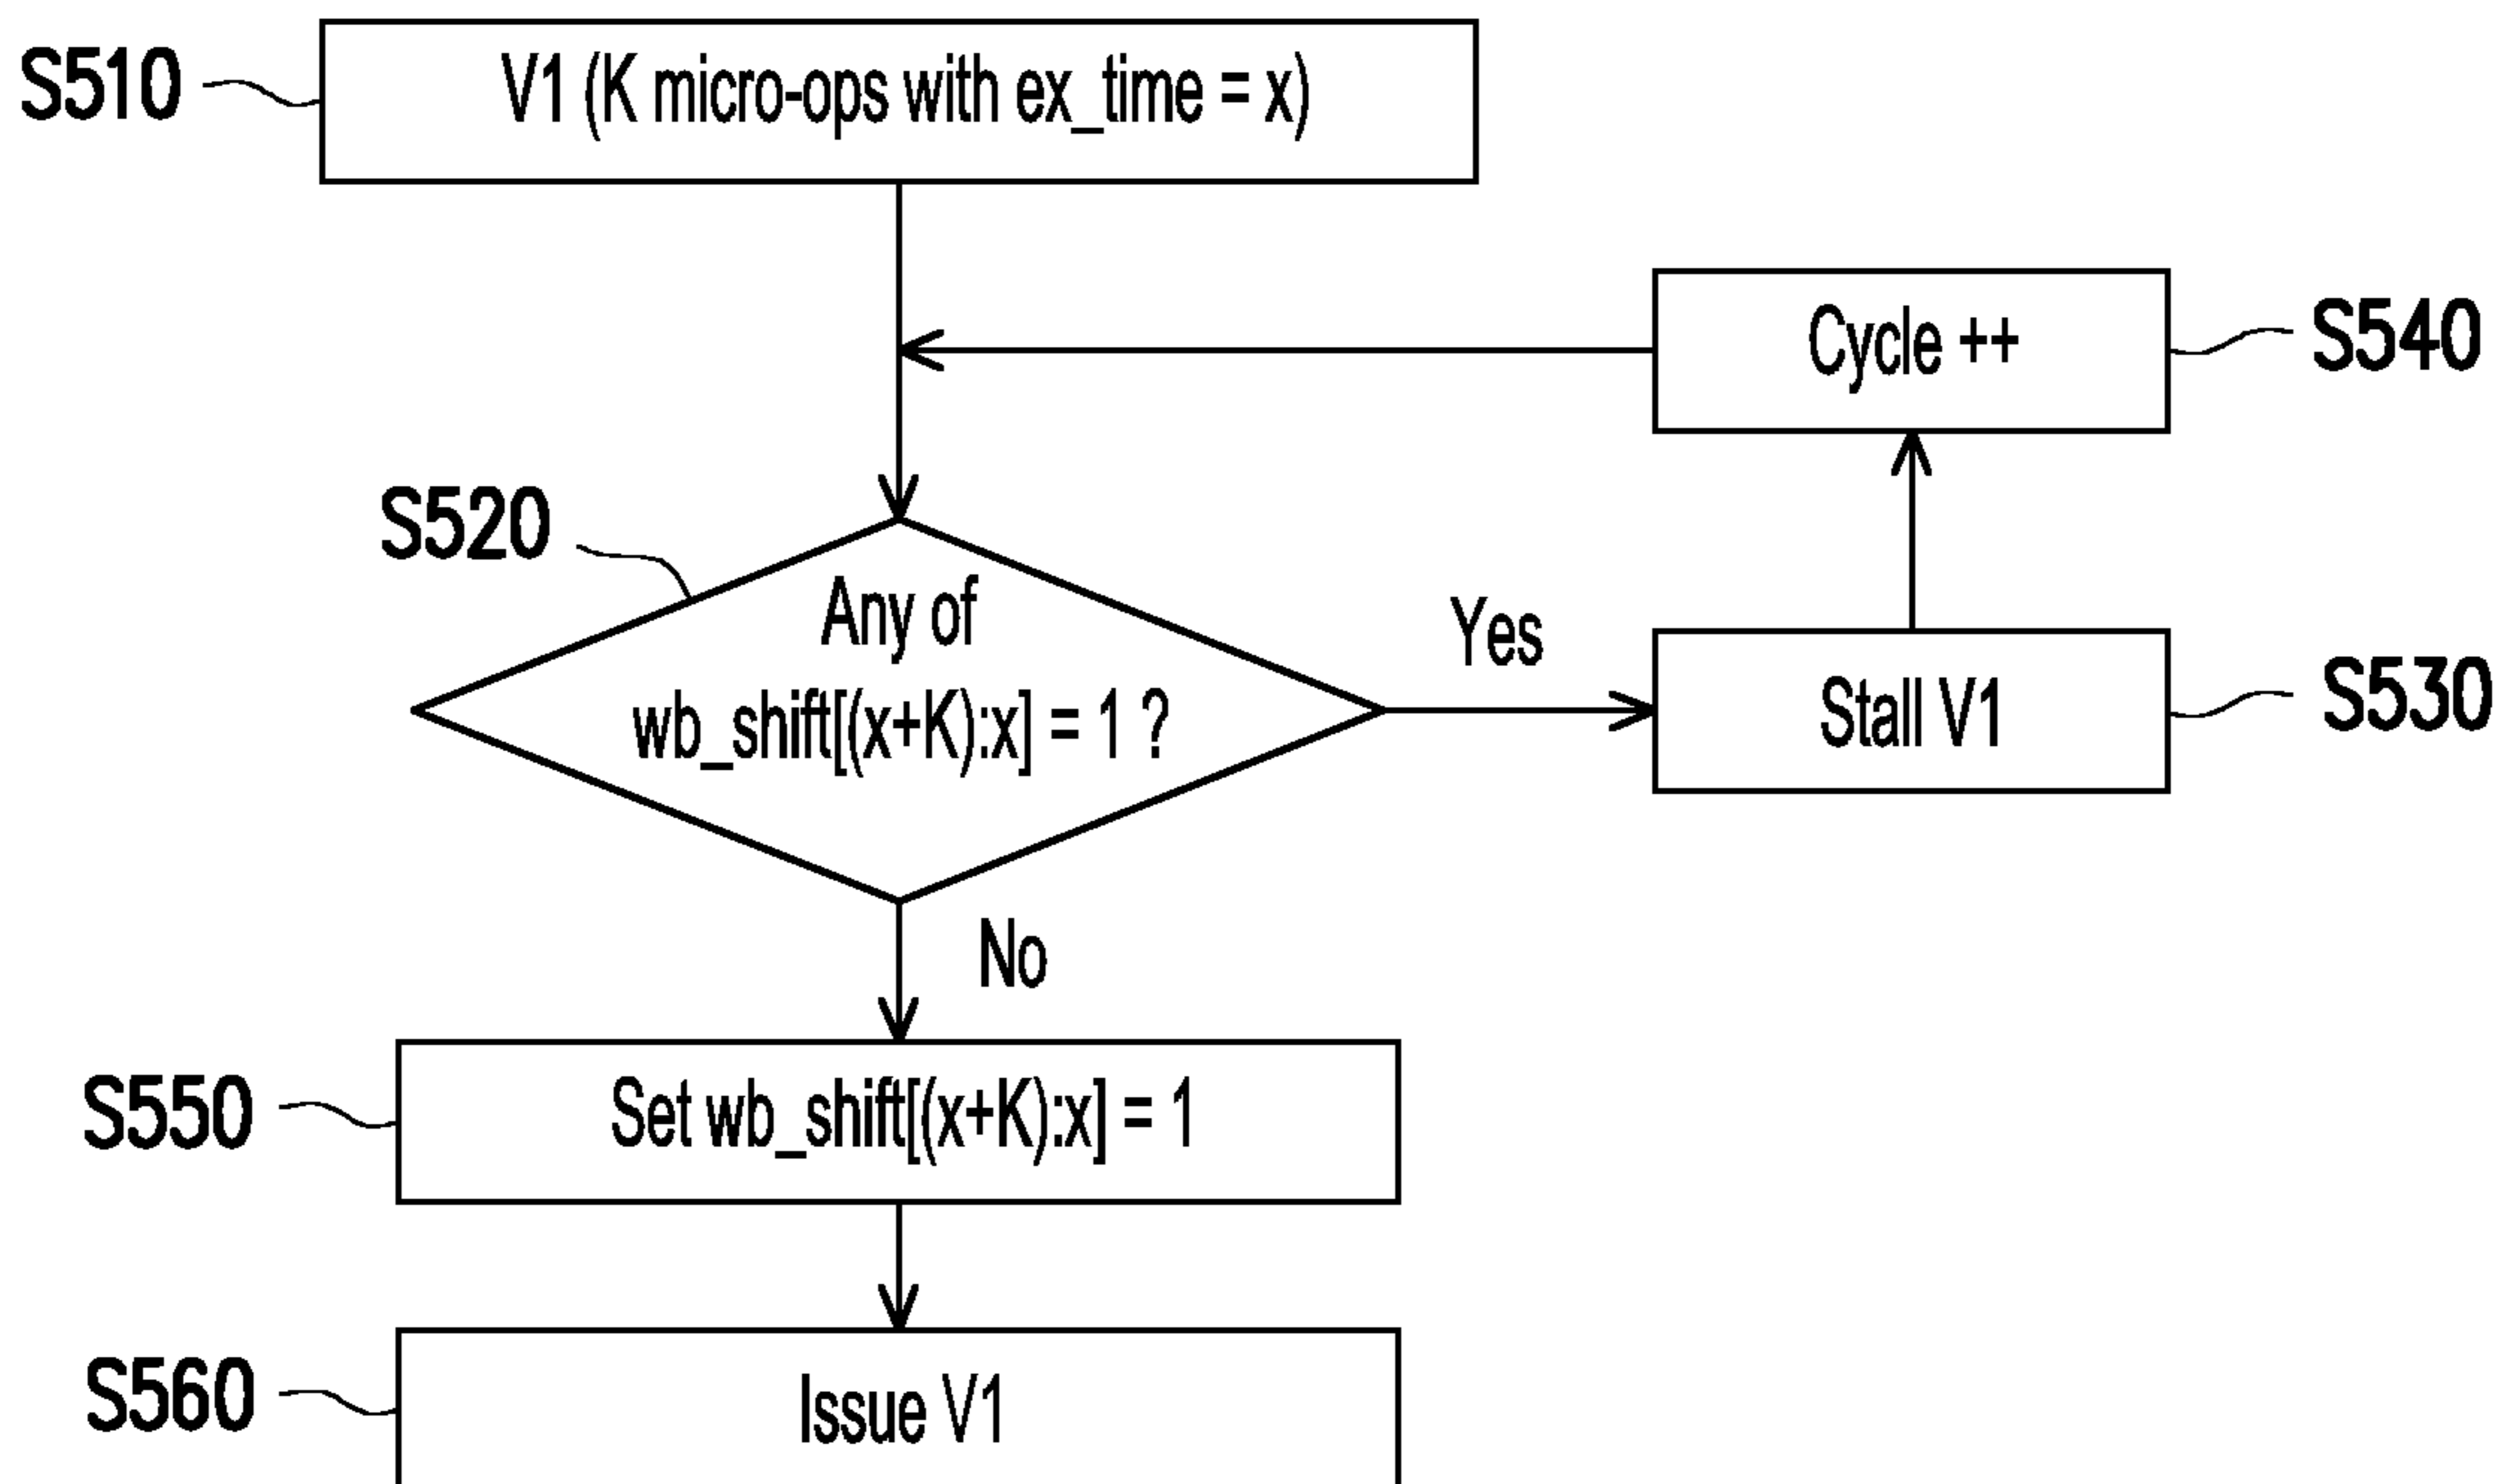 S510
V1 (K micro-ops with ex_time = x)
Cycle ++
S540
S520
Any of
wb_shift[(x+K):x] = 1 ?
Yes
Stall V1
S530
No
S550
Set wb_shift[(x+K):x] = 1
S560
Issue V1